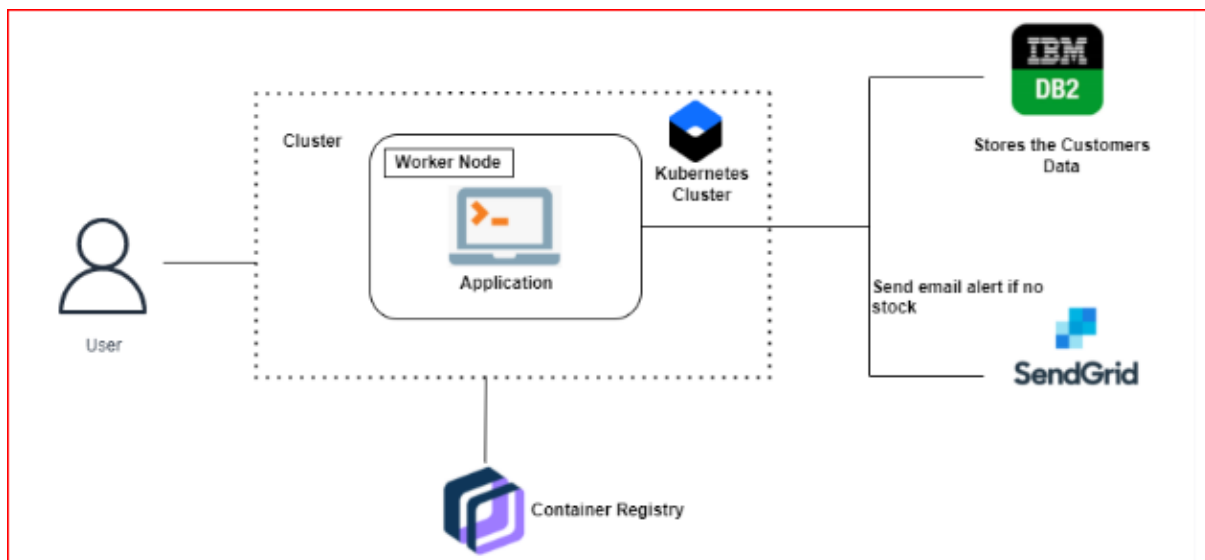 IBM
DB2
Stores the Customers
Data
Cluster
Worker Node
Kubernetes
Cluster
Application
User
Send email alert if no
stock
SendGrid
Container Registry